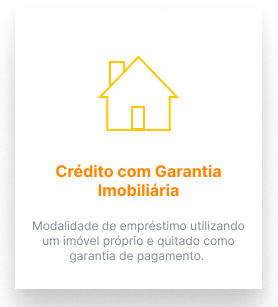 Crédito com Garantia
Imobiliária
Modalidade de empréstimo utilizando
um imóvel próprio e quitado como
garantia de pagamento.